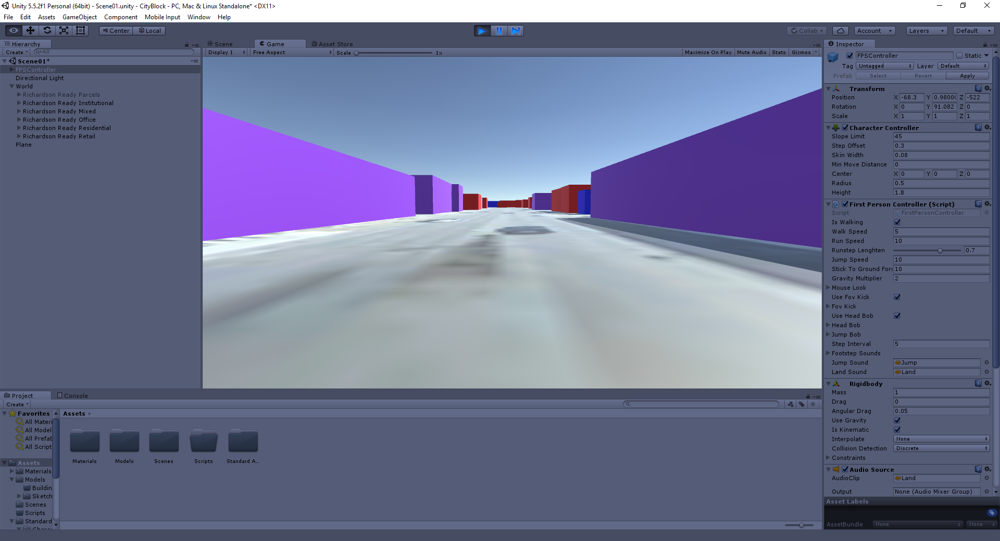 Unity 5.5.2f1 Personal (64bit) - Scene01.unity - CityBlock - PC, Mac & Linux Standalone* <DX11>
File Edit Assets GameObject Component Mobile Input Window Help
Center Local Collab Account Layers Default
Hierarchy
Create All
Scene01*
FPSController
Directional Light
World
Richardson Ready Parcels
Richardson Ready Institutional
Richardson Ready Mixed
Richardson Ready Office
Richardson Ready Residential
Richardson Ready Retail
Plane
Scene Game Asset Store
Display 1 Free Aspect Scale 1x Maximize On Play Mute Audio Stats Gizmos
Inspector
FPSController Static
Tag Untagged Layer Default
Prefab Select Revert Apply
Transform
Position X -68.3 Y 0.9800( Z -522
Rotation X 0 Y 91.082 Z 0
Scale X 1 Y 1 Z 1
Character Controller
Slope Limit 45
Step Offset 0.3
Skin Width 0.08
Min Move Distance 0
Center X 0 Y 0 Z 0
Radius 0.5
Height 1.8
First Person Controller (Script)
Script FirstPersonController
Is Walking
Walk Speed 5
Run Speed 10
Runstep Lenghten 0.7
Jump Speed 10
Stick To Ground Forc 10
Gravity Multiplier 2
Mouse Look
Use Fov Kick
Fov Kick
Use Head Bob
Head Bob
Jump Bob
Step Interval 5
Footstep Sounds
Jump Sound Jump
Land Sound Land
Rigidbody
Mass 1
Drag 0
Angular Drag 0.05
Use Gravity
Is Kinematic
Interpolate None
Collision Detection Discrete
Constraints
Audio Source
AudioClip Land
Output None (Audio Mixer Group)
Asset Labels
AssetBundle None None
Project Console
Create
Favorites
All Materi
All Model
All Prefab
All Script
Assets
Materials
Models
Buildin
Sketch
Scenes
Scripts
Standard
Assets
Materials Models Scenes Scripts Standard A...